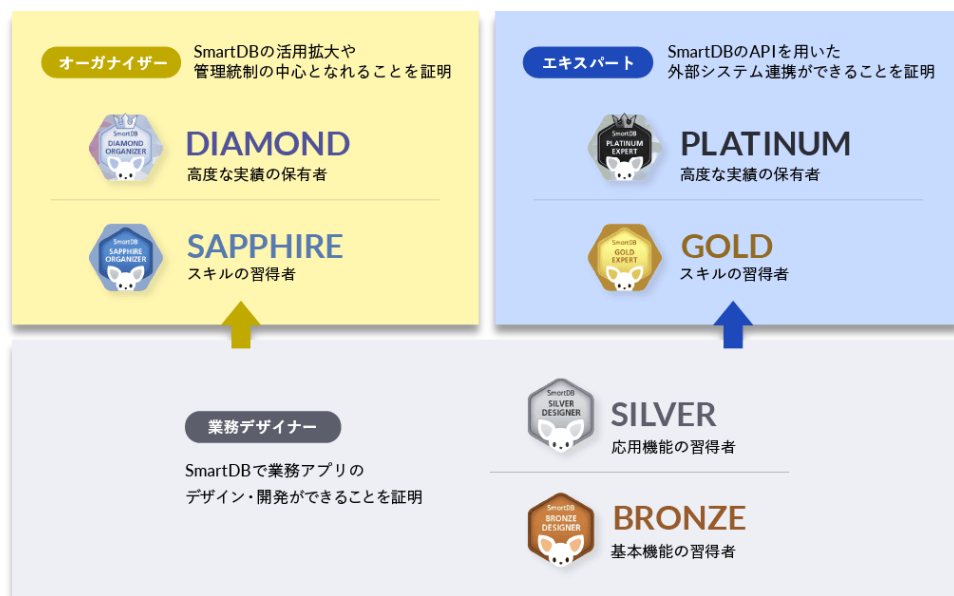 オーガナイザー
SmartDBの活用拡大や
管理統制の中心となれることを証明
SmartDB
DIAMOND
ORGANIZER
DIAMOND
高度な実績の保有者
SmartDB
SAPPHIRE
ORGANIZER
SAPPHIRE
スキルの習得者
エキスパート
SmartDBのAPIを用いた
外部システム連携ができることを証明
SmartDB
PLATINUM
EXPERT
PLATINUM
高度な実績の保有者
SmartDB
GOLD
EXPERT
GOLD
スキルの習得者
業務デザイナー
SmartDBで業務アプリの
デザイン・開発ができることを証明
SmartDB
SILVER
DESIGNER
SILVER
応用機能の習得者
SmartDB
BRONZE
DESIGNER
BRONZE
基本機能の習得者